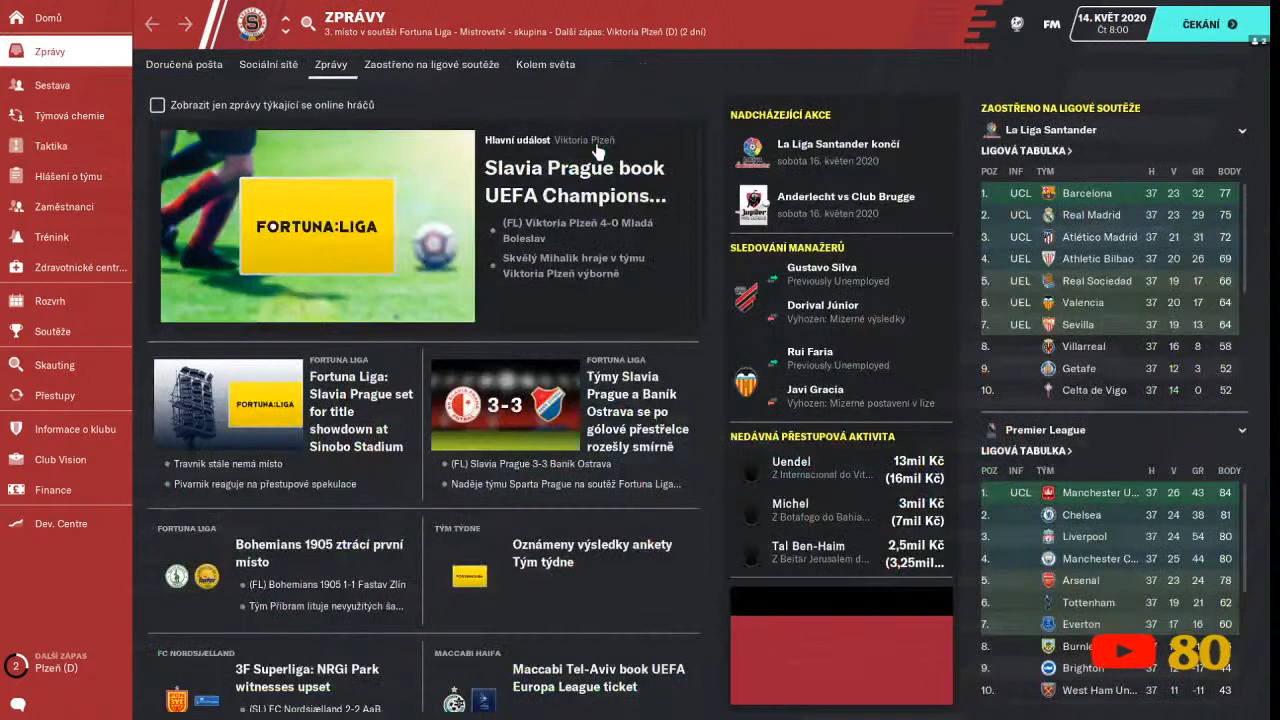 Domů
Zprávy
Sestava
Týmová chemie
Taktika
Hlášení o týmu
Zaměstnanci
Trénink
Zdravotnické centr...
Rozvrh
Soutěže
Skauting
Přestupy
Informace o klubu
Club Vision
Finance
Dev. Centre
2
DALŠÍ ZÁPAS
Plzeň (D)
ZPRÁVY
3. místo v soutěži Fortuna Liga - Mistrovství - skupina - Další zápas: Viktoria Plzeň (D) (2 dní)
FM
14. KVĚT 2020
Čt 8:00
ČEKÁNÍ
2
Doručená pošta
Sociální sítě
Zprávy
Zaostřeno na ligové soutěže
Kolem světa
Zobrazit jen zprávy týkající se online hráčů
FORTUNA:LIGA
Hlavní událost Viktoria Plzeň
Slavia Prague book
UEFA Champions...
(FL) Viktoria Plzeň 4-0 Mladá
Boleslav
Skvělý Mihalik hraje v týmu
Viktoria Plzeň výborně
FORTUNA:LIGA
FORTUNA LIGA
Fortuna Liga:
Slavia Prague set
for title
showdown at
Sinobo Stadium
Travnik stále nemá místo
Pivarnik reaguje na přestupové spekulace
3-3
FORTUNA LIGA
Týmy Slavia
Prague a Baník
Ostrava se po
gólové přestřelce
rozešly smírně
(FL) Slavia Prague 3-3 Baník Ostrava
Naděje týmu Sparta Prague na soutěž Fortuna Liga...
FORTUNA LIGA
Bohemians 1905 ztrácí první
místo
(FL) Bohemians 1905 1-1 Fastav Zlín
Tým Příbram lituje nevyužitých ša...
TÝM TÝDNE
Oznámeny výsledky ankety
Tým týdne
FC NORDSJÆLLAND
3F Superliga: NRGi Park
witnesses upset
(SL) FC Nordsjælland 2-2 AaB
MACCABI HAIFA
Maccabi Tel-Aviv book UEFA
Europa League ticket
NADCHÁZEJÍCÍ AKCE
La Liga Santander končí
sobota 16. květen 2020
Anderlecht vs Club Brugge
sobota 16. květen 2020
SLEDOVÁNÍ MANAŽERŮ
Gustavo Silva
Previously Unemployed
Dorival Júnior
Vyhozen: Mizerné výsledky
Rui Faria
Previously Unemployed
Javi Gracia
Vyhozen: Mizerné postavení v lize
NEDÁVNÁ PŘESTUPOVÁ AKTIVITA
Uendel 13mil Kč
Z Internacional do Vit... (16mil Kč)
Michel 3mil Kč
Z Botafogo do Bahia... (7mil Kč)
Tal Ben-Haim 2,5mil Kč
Z Beitar Jerusalem d... (3,25mil...
ZAOSTŘENO NA LIGOVÉ SOUTĚŽE
La Liga Santander
LIGOVÁ TABULKA
POZ INF TÝM H V GR BODY
1. UCL Barcelona 37 23 32 77
2. UCL Real Madrid 37 23 29 75
3. UCL Atlético Madrid 37 21 31 72
4. UCL Athletic Bilbao 37 20 26 69
5. UEL Real Sociedad 37 19 17 66
6. UEL Valencia 37 20 17 64
7. UEL Sevilla 37 19 13 64
8. Villarreal 37 16 8 58
9. Getafe 37 12 3 52
10. Celta de Vigo 37 14 0 52
Premier League
LIGOVÁ TABULKA
POZ INF TÝM H V GR BODY
1. UCL Manchester U... 37 26 43 84
2. Chelsea 37 24 38 81
3. Liverpool 37 24 54 80
4. Manchester C... 37 25 44 80
5. Arsenal 37 23 24 78
6. Tottenham 37 19 21 62
7. Everton 37 17 16 60
8.
9. Brighton
10. West Ham Un... 37 11 -11 43
80